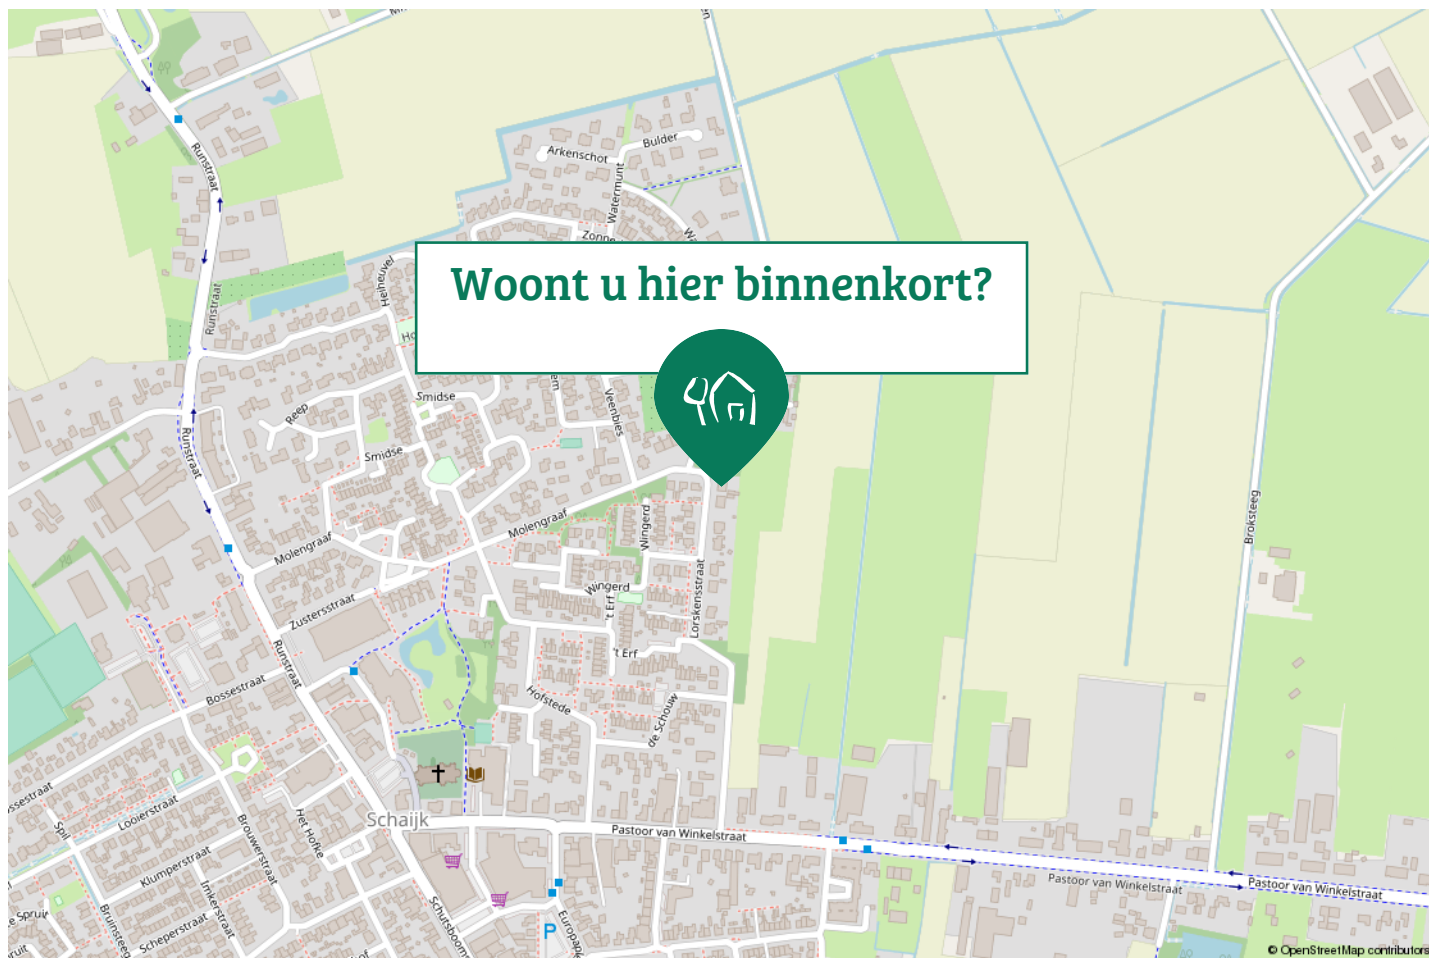 Runstraat
Arkenschot
Bulder
Watermunt
Heiheuvel
Runstraat
Woont u hier binnenkort?
Smidse
Reep
Veenbies
Smidse
Runstraat
Molengraaf
Wingerd
Molengraaf
Broksteeg
Wingerd
't Erf
Lorskensstraat
Zustersstraat
't Erf
Runstraat
Bossestraat
Hofstede
de Schouw
Schaijk
Pastoor van Winkelstraat
Looierstraat
Spil
Brouwerstraat
Het Hofke
Klumperstraat
Imkerstraat
Pastoor van Winkelstraat
Pastoor van Winkelstraat
Bruinsteeg
Scheperstraat
P
© OpenStreetMap contributors